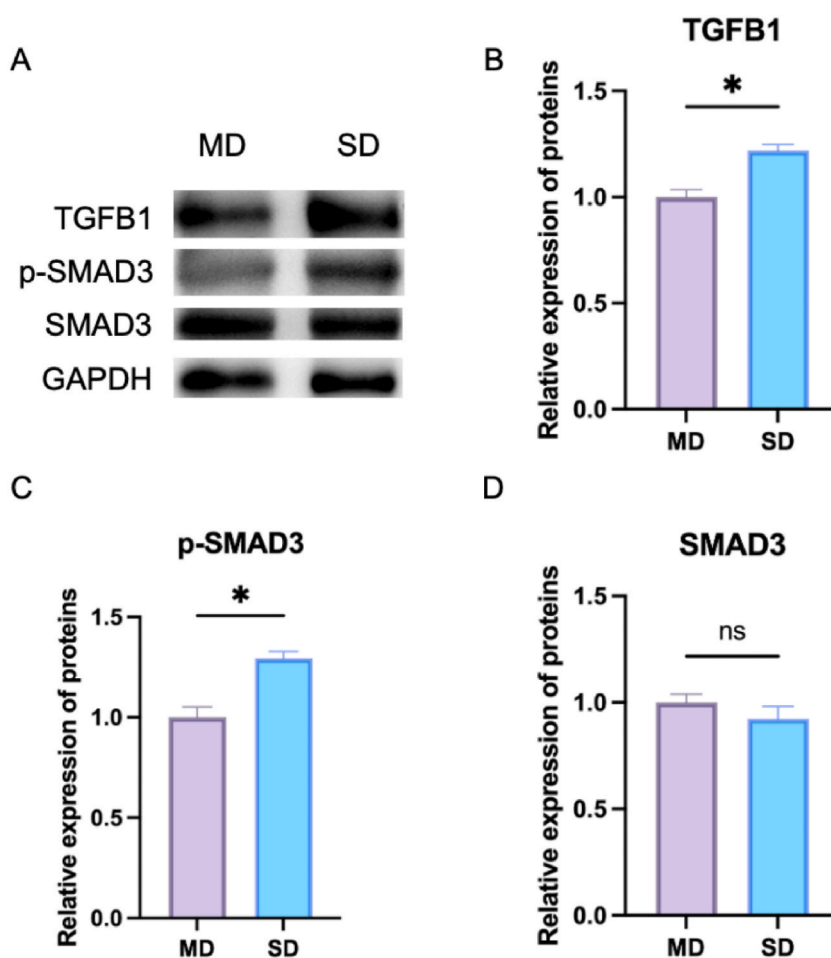 A
MD SD
TGFB1
p-SMAD3
SMAD3
GAPDH
B
TGFB1
Relative expression of proteins
1.5
1.0
0.5
0.0
*
MD SD
C
p-SMAD3
Relative expression of proteins
1.5
1.0
0.5
0.0
*
MD SD
D
SMAD3
Relative expression of proteins
1.5
1.0
0.5
0.0
ns
MD SD